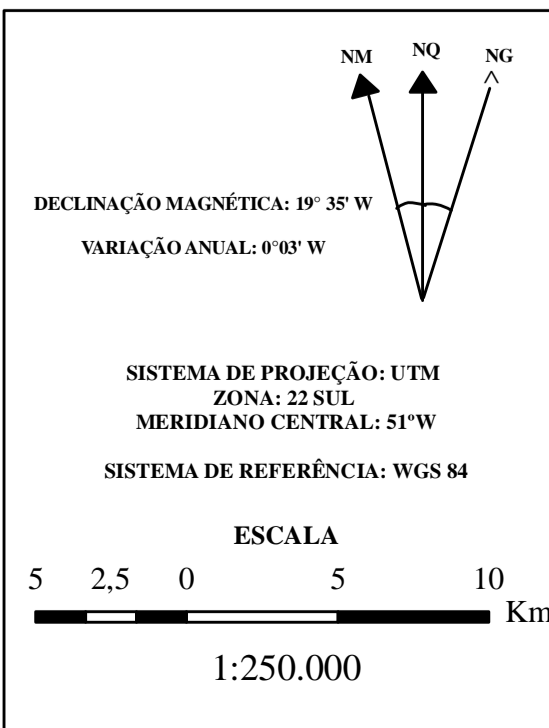 NM NQ NG
DECLINAÇÃO MAGNÉTICA: 19° 35' W
VARIAÇÃO ANUAL: 0°03' W
SISTEMA DE PROJEÇÃO: UTM
ZONA: 22 SUL
MERIDIANO CENTRAL: 51ºW
SISTEMA DE REFERÊNCIA: WGS 84
ESCALA
5 2,5 0 5 10
Km
1:250.000